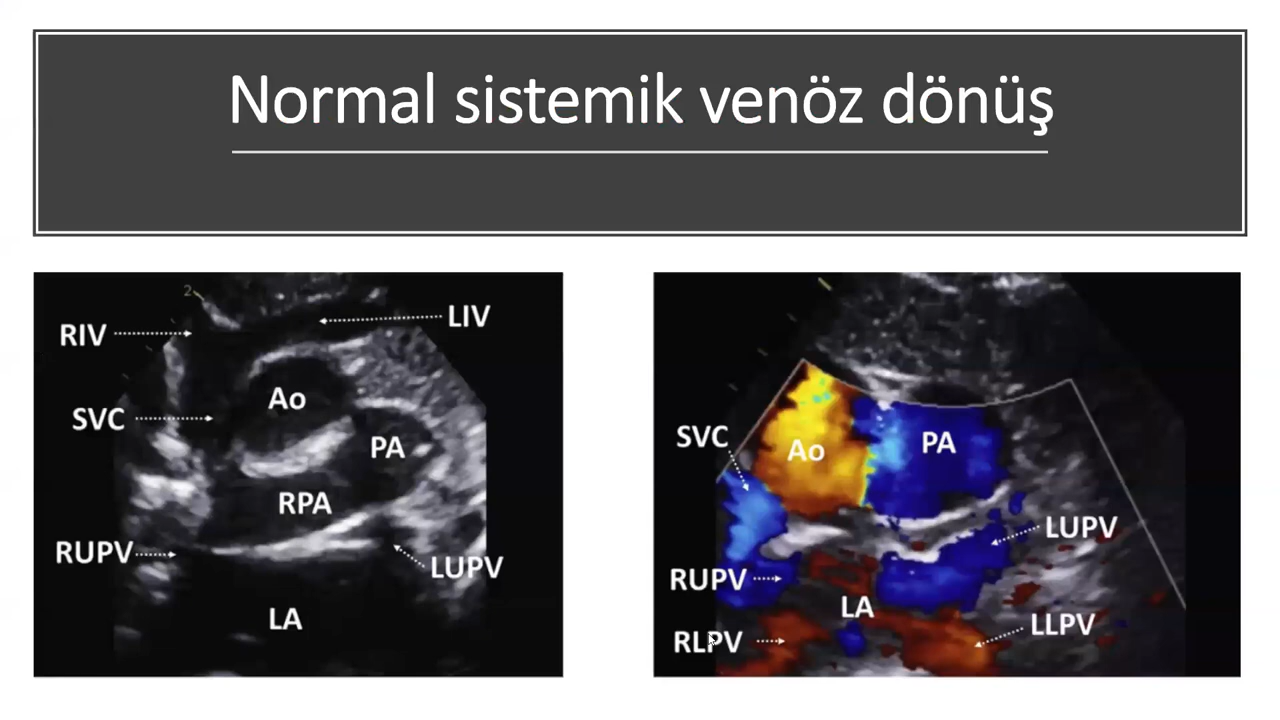 Normal sistemik venöz dönüş
2
RIV
LIV
SVC
Ao
PA
RPA
RUPV
LUPV
LA
SVC
Ao
PA
LUPV
RUPV
LA
LLPV
RLPV